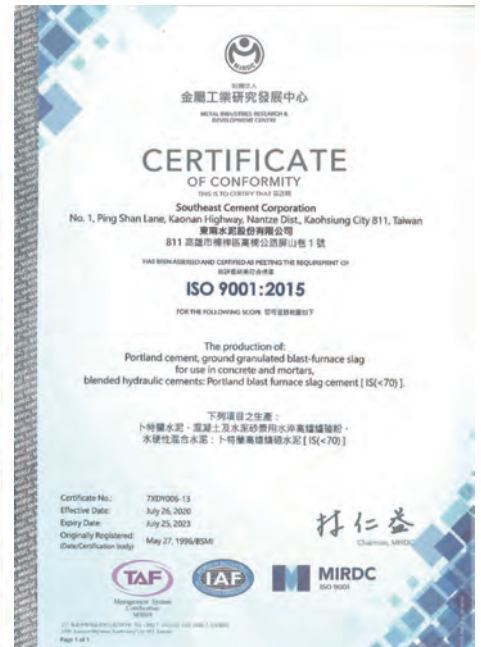 MIRDC
財團法人
金屬工業研究發展中心
METAL INDUSTRIES RESEARCH &
DEVELOPMENT CENTRE
CERTIFICATE
OF CONFORMITY
THIS IS TO CERTIFY THAT 茲證明
Southeast Cement Corporation
No. 1, Ping Shan Lane, Kaonan Highway, Nantze Dist., Kaohsiung City 811, Taiwan
東南水泥股份有限公司
811 高雄市楠梓區高楠公路屏山巷 1 號
HAS BEEN ASSESSED AND CERTIFIED AS MEETING THE REQUIREMENT OF
ISO 9001:2015
FOR THE FOLLOWING SCOPE
The production of:
Portland cement, ground granulated blast-furnace slag
for use in concrete and mortars,
blended hydraulic cements: Portland blast furnace slag cement [ IS(<70) ].
下列項目之生產：
卜特蘭水泥、混凝土及水泥砂漿用水淬高爐爐碴粉、
水硬性混合水泥：卜特蘭高爐爐碴水泥 [ IS(<70) ]
Certificate No.: 7XDY006-13
Effective Date: July 26, 2020
Expiry Date: July 25, 2023
Originally Registered: May 27, 1996/BSMI
(Date/Certification body)
林仁益
Chairman, MIRDC
TAF
Management System
Certification
IAF
MIRDC
ISO 9001
Page 1 of 1